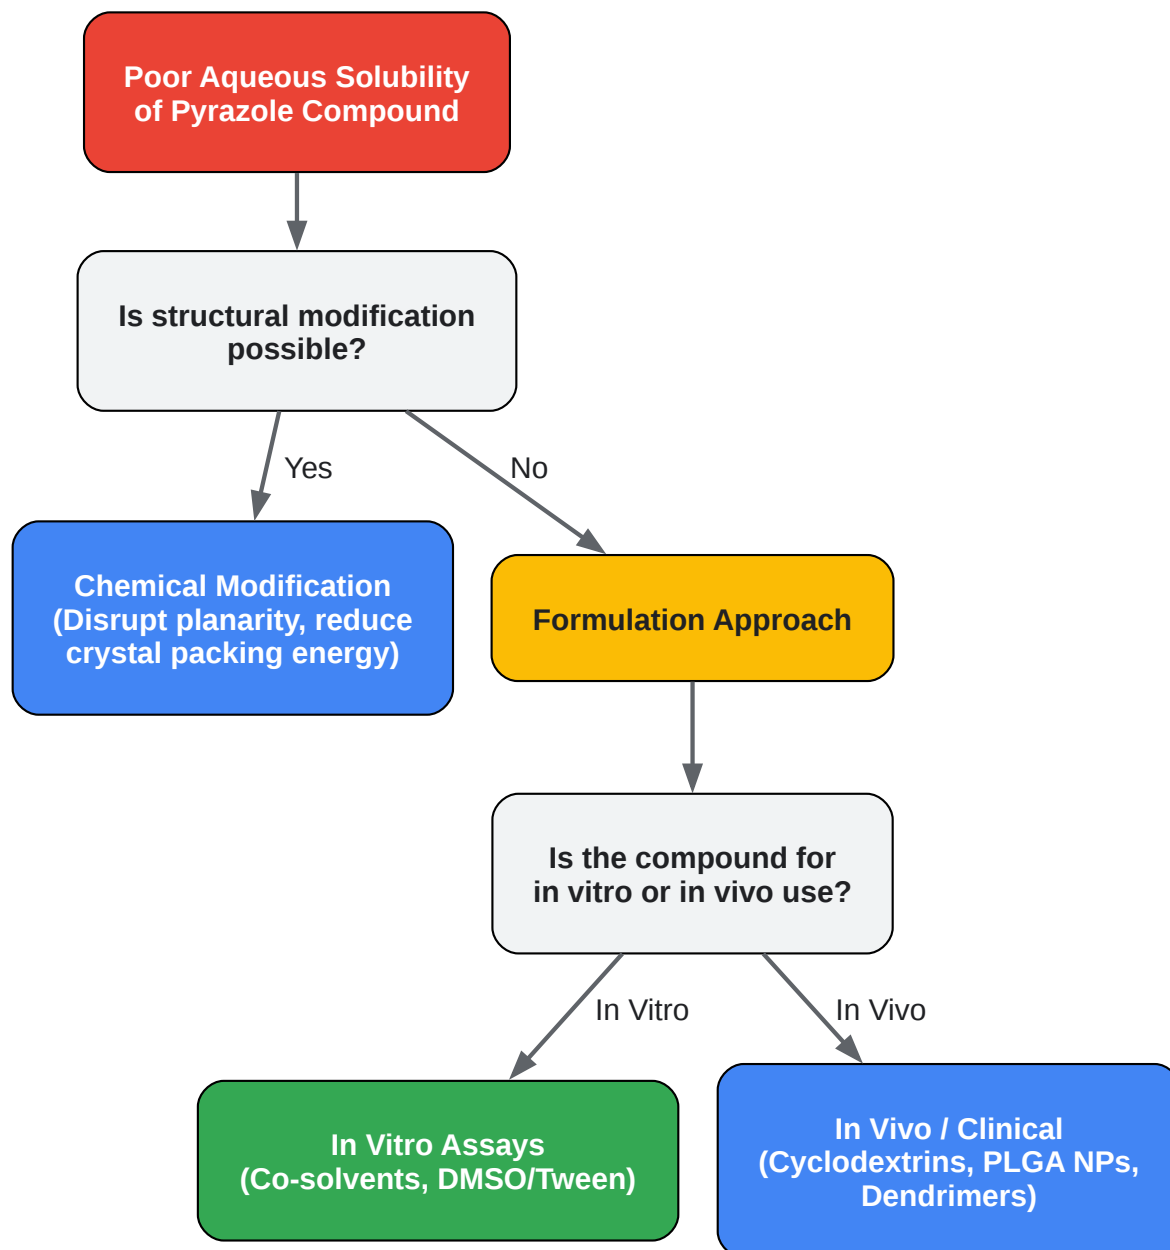 Poor Aqueous Solubility
of Pyrazole Compound
Is structural modification
possible?
Yes
No
Chemical Modification
(Disrupt planarity, reduce
crystal packing energy)
Formulation Approach
Is the compound for
in vitro or in vivo use?
In Vitro
In Vivo
In Vitro Assays
(Co-solvents, DMSO/Tween)
In Vivo / Clinical
(Cyclodextrins, PLGA NPs,
Dendrimers)